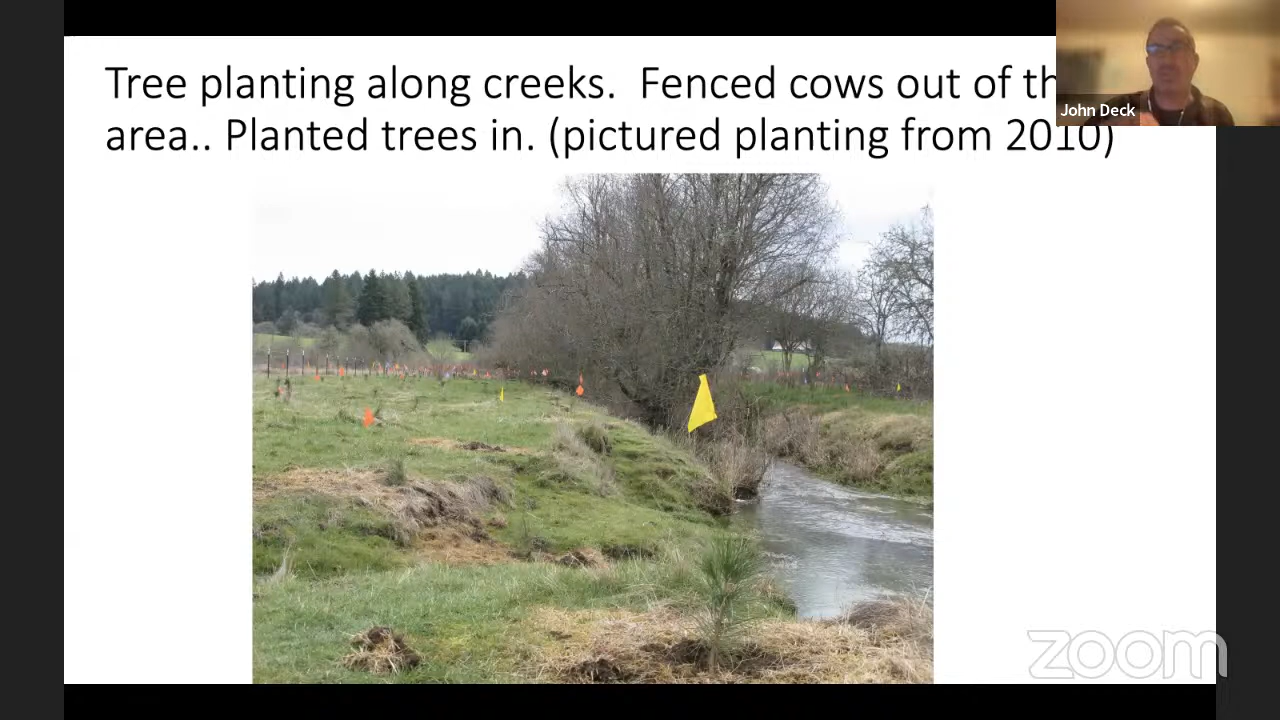 Tree planting along creeks.  Fenced cows out of th
area.. Planted trees in. (pictured planting from 2010)
John Deck
zoom